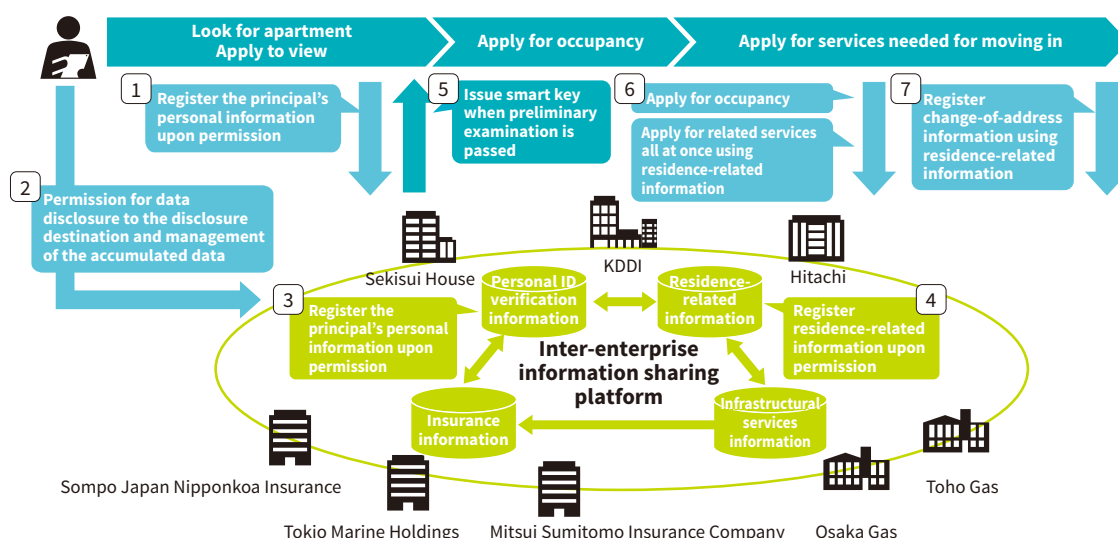 Look for apartment
Apply to view
Apply for occupancy
Apply for services needed for moving in
1
Register the principal's
personal information
upon permission
5
Issue smart key
when preliminary
examination is
passed
6
Apply for occupancy
Apply for related services
all at once using
residence-related
information
7
Register
change-of-address
information using
residence-related
information
2
Permission for data
disclosure to the disclosure
destination and management
of the accumulated data
Sekisui House
KDDI
Hitachi
3
Register the
principal's personal
information upon
permission
Personal ID
verification
information
Residence-
related
information
4
Register
residence-related
information upon
permission
Inter-enterprise
information sharing
platform
Insurance
information
Infrastructural
services
information
Sompo Japan Nipponkoa Insurance
Tokio Marine Holdings
Mitsui Sumitomo Insurance Company
Osaka Gas
Toho Gas